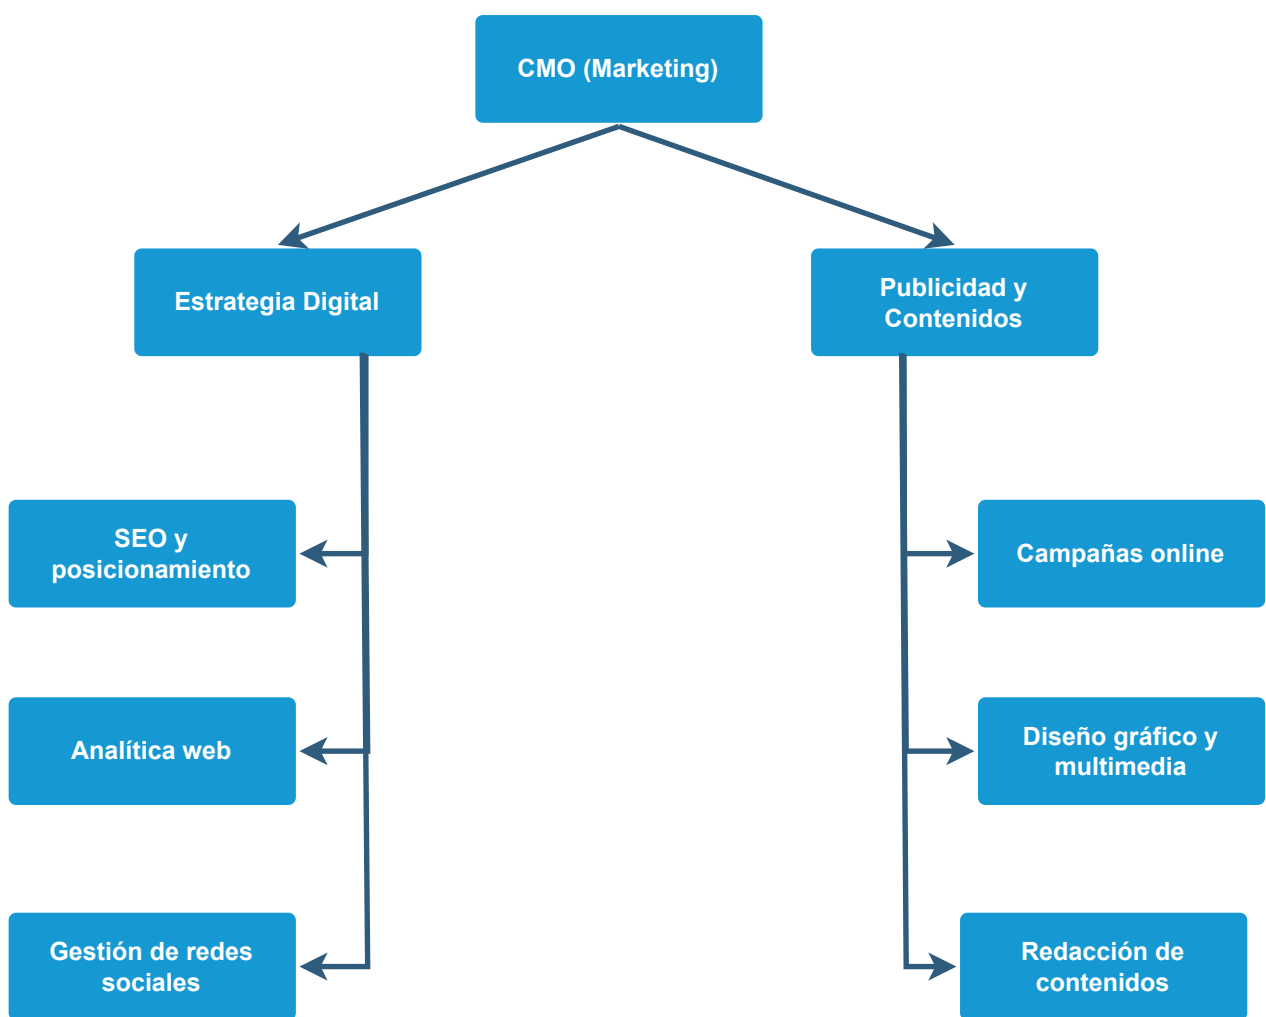 CMO (Marketing)
Estrategia Digital
Publicidad y
Contenidos
SEO y
posicionamiento
Campañas online
Analítica web
Diseño gráfico y
multimedia
Gestión de redes
sociales
Redacción de
contenidos